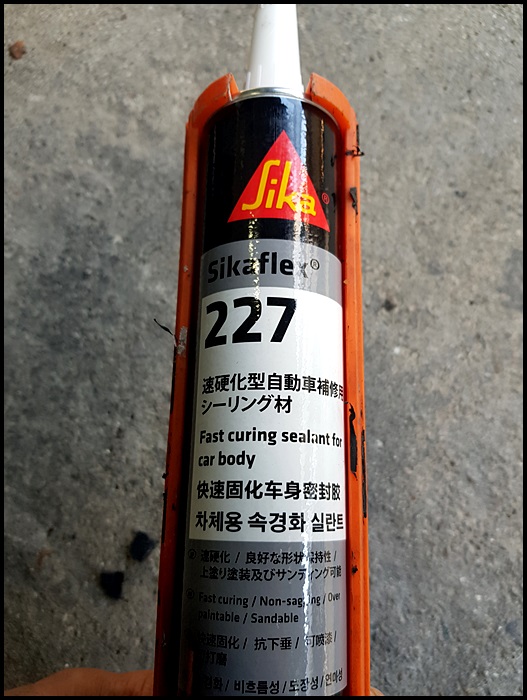 Sika®
Sikaflex®
227
速硬化型自動車補修用
シーリング材
Fast curing sealant for
car body
快速固化车身密封胶
차체용 속경화 실란트
速硬化 / 良好な形状保持性 /
上塗り塗装及びサンディング可能
Fast curing / Non-sagging / Over
paintable / Sandable
快速固化 / 抗下垂 / 可喷漆 /
打磨
/ 비흐름성 / 도장성 / 연마성